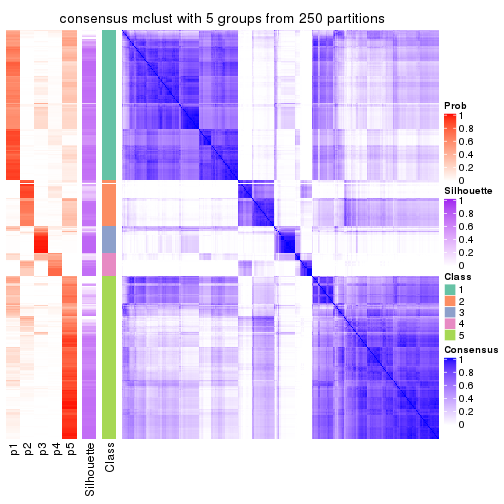 consensus mclust with 5 groups from 250 partitions
Prob
1
0.8
0.6
0.4
0.2
0
Silhouette
1
0.8
0.6
0.4
0.2
0
Class
1
2
3
4
5
Consensus
1
0.8
0.6
0.4
0.2
0
p1
p2
p3
p4
p5
Silhouette
Class